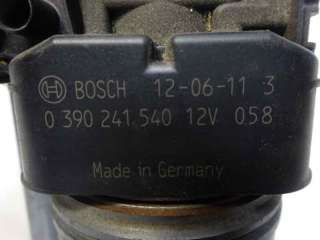 BOSCH 12-06-11 3
0 390 241 540 12V 058
Made in Germany